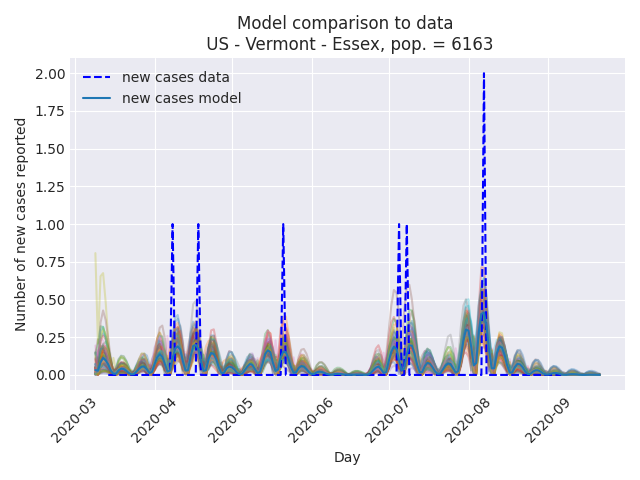 Model comparison to data
US - Vermont - Essex, pop. = 6163
new cases data
new cases model
Number of new cases reported
2.00
1.75
1.50
1.25
1.00
0.75
0.50
0.25
0.00
2020-03
2020-04
2020-05
2020-06
2020-07
2020-08
2020-09
Day